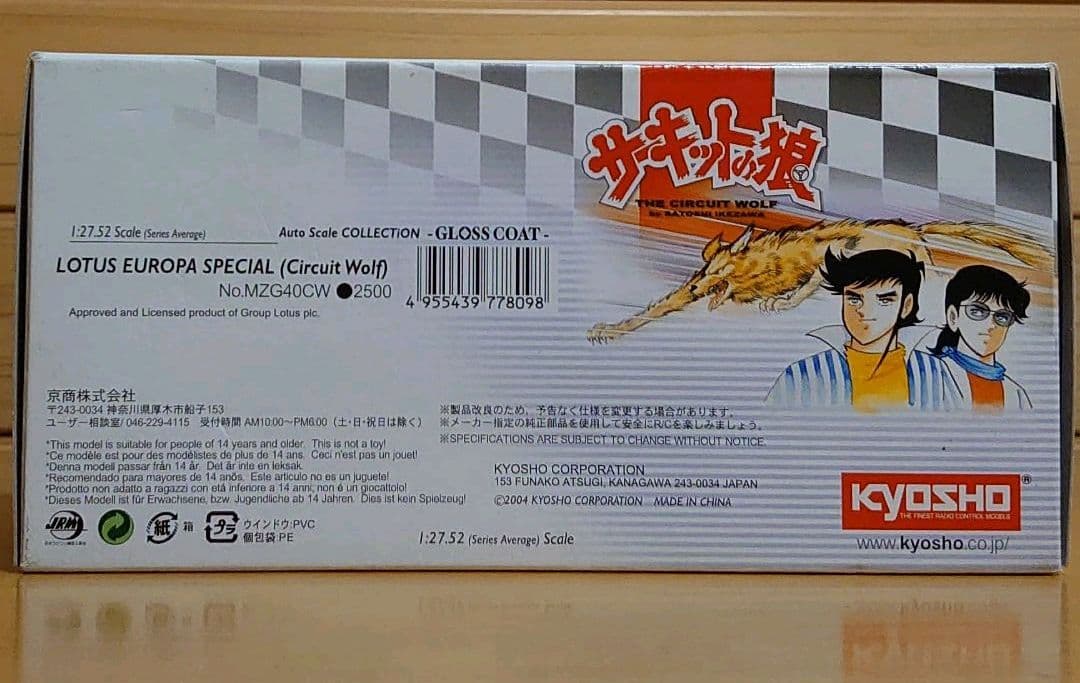 サーキットの狼
THE CIRCUIT WOLF
by SATOSHI IKEZAWA
1:27.52 Scale (Series Average)
Auto Scale COLLECTION -GLOSS COAT-
LOTUS EUROPA SPECIAL (Circuit Wolf)
No.MZG40CW ●2500
4 955439 778098
Approved and Licensed product of Group Lotus plc.
京商株式会社
〒243-0034 神奈川県厚木市船子153
ユーザー相談室/ 046-229-4115 受付時間 AM10:00~PM6:00 (土・日・祝日は除く)
※製品改良のため、予告なく仕様を変更する場合があります。
※メーカー指定の純正部品を使用して安全にR/Cを楽しみましょう。
※SPECIFICATIONS ARE SUBJECT TO CHANGE WITHOUT NOTICE.
*This model is suitable for people of 14 years and older. This is not a toy!
*Ce modèle est pour des modélistes de plus de 14 ans. Ceci n'est pas un jouet!
*Denna modell passar från 14 år. Det är inte en leksak.
*Recomendado para mayores de 14 anõs. Este articulo no es un juguete!
*Prodotto non adatto a ragazzi con etá inferiore a 14 anni, non é un giocattolo!
*Dieses Modell ist für Erwachsene, bzw. Jugendliche ab 14 Jahren. Dies ist kein Spielzeug!
KYOSHO CORPORATION
153 FUNAKO ATSUGI, KANAGAWA 243-0034 JAPAN
©2004 KYOSHO CORPORATION MADE IN CHINA
JRM
紙 箱
プラ
ウインドウ:PVC
個包袋:PE
1:27.52 (Series Average) Scale
KYOSHO®
THE FINEST RADIO CONTROL MODELS
www.kyosho.co.jp/